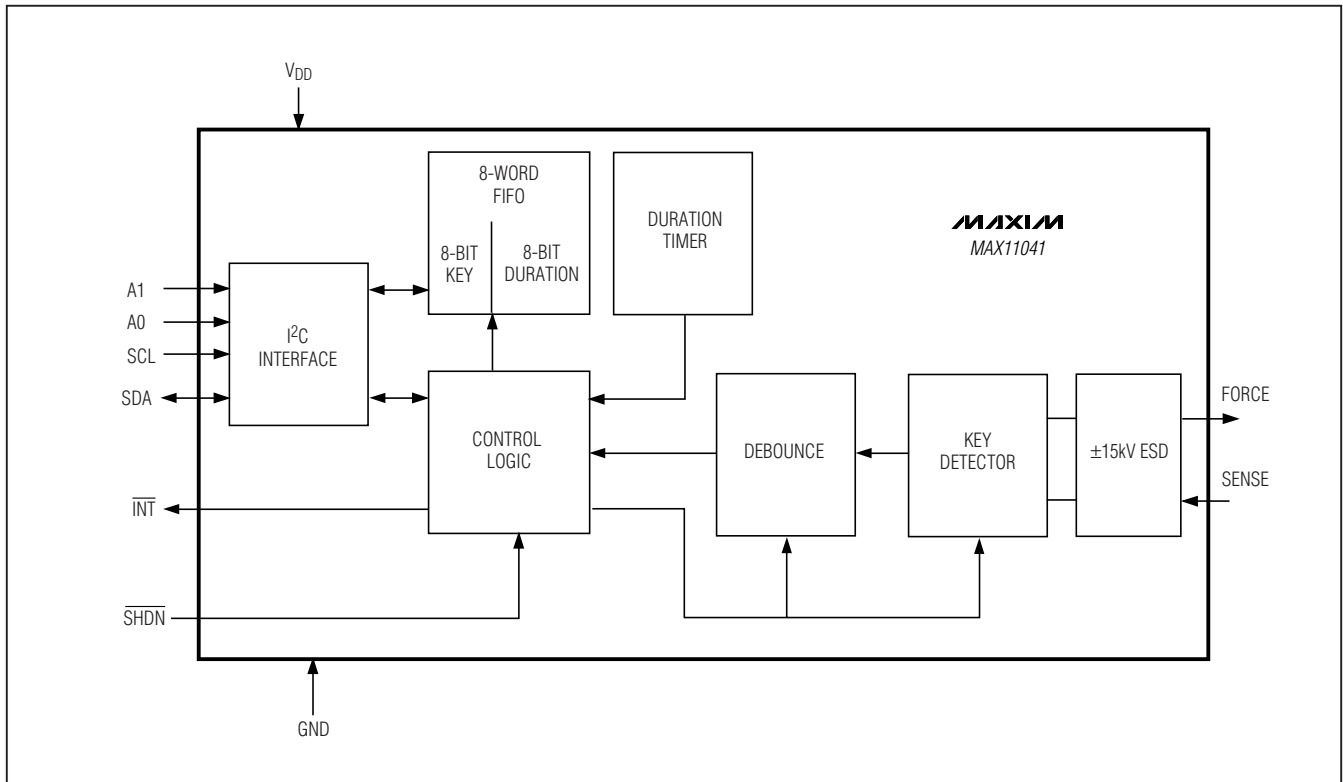 VDD
8-WORD
FIFO
8-BIT
KEY
8-BIT
DURATION
DURATION
TIMER
MAXIM
MAX11041
A1
A0
SCL
SDA
I²C
INTERFACE
CONTROL
LOGIC
DEBOUNCE
KEY
DETECTOR
±15kV ESD
FORCE
SENSE
INT
SHDN
GND